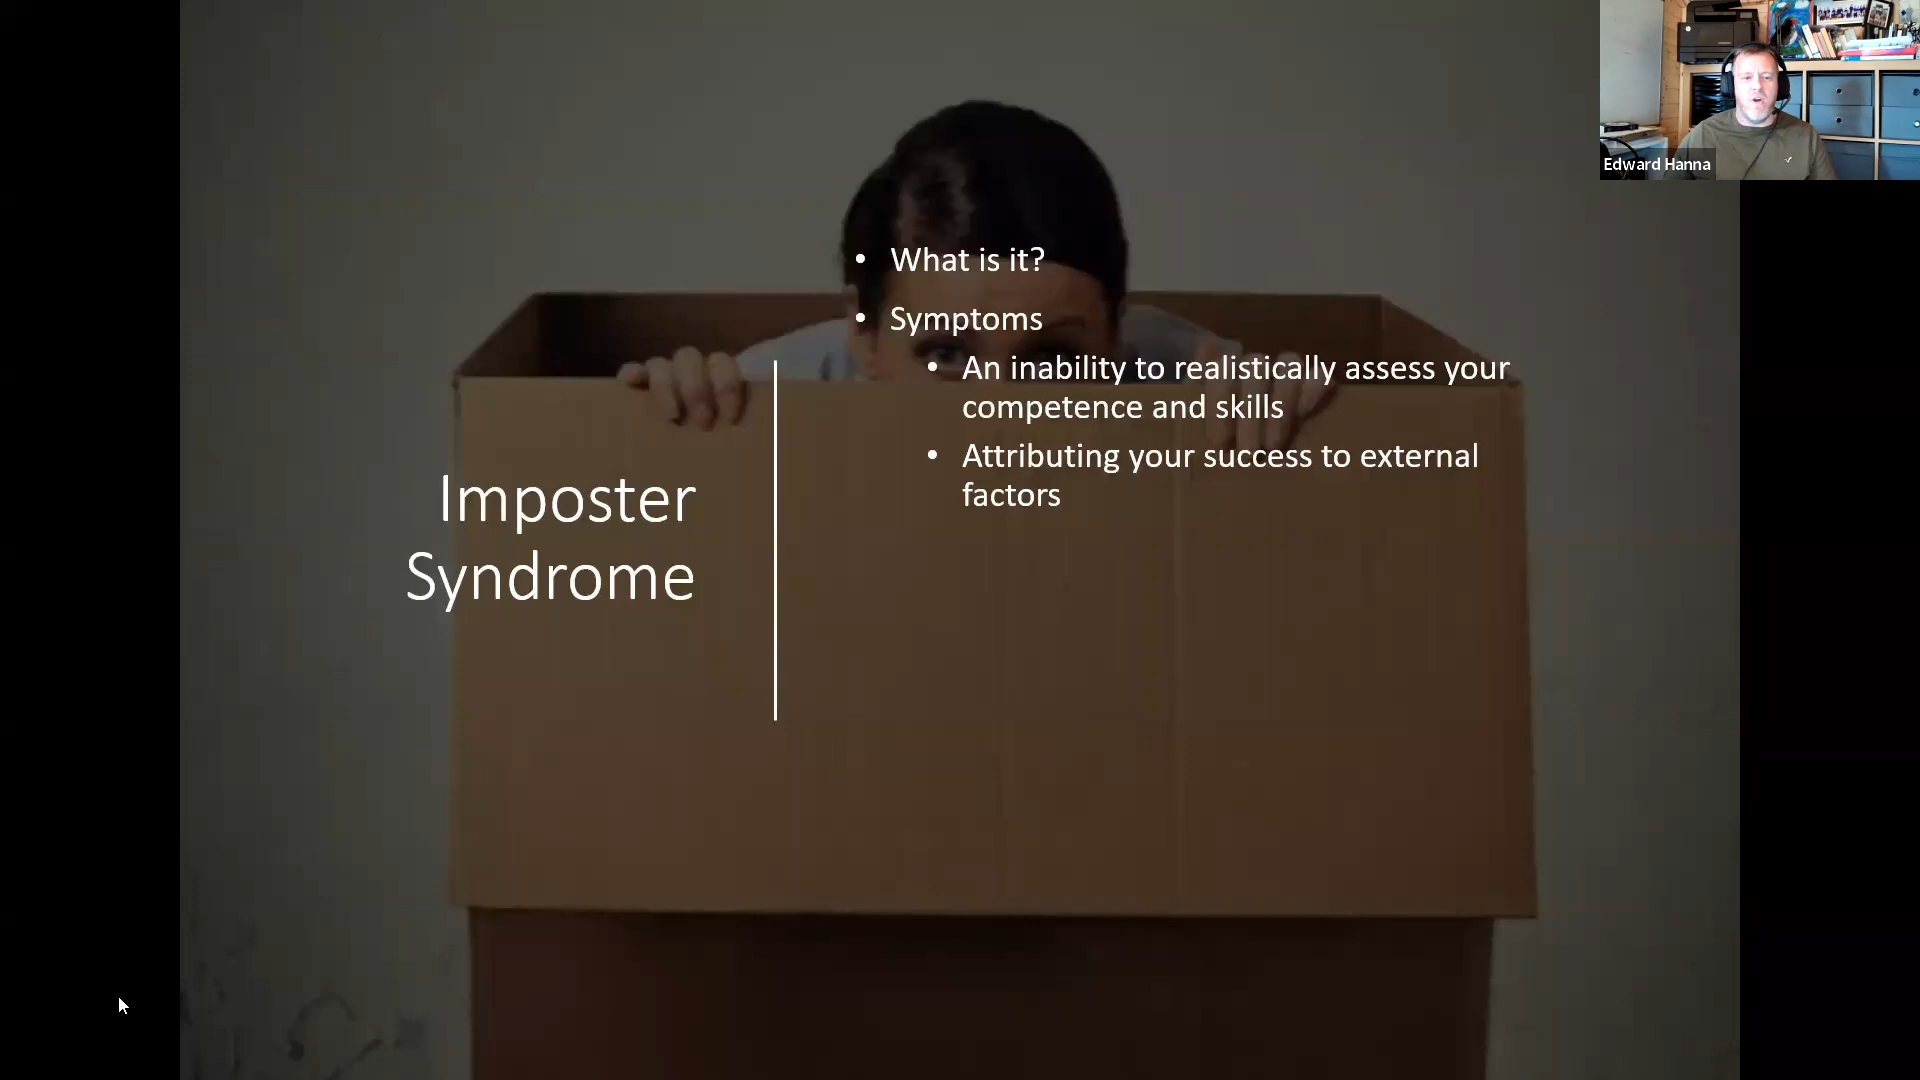 Imposter
Syndrome
• What is it?
• Symptoms
• An inability to realistically assess your
competence and skills
• Attributing your success to external
factors
Edward Hanna